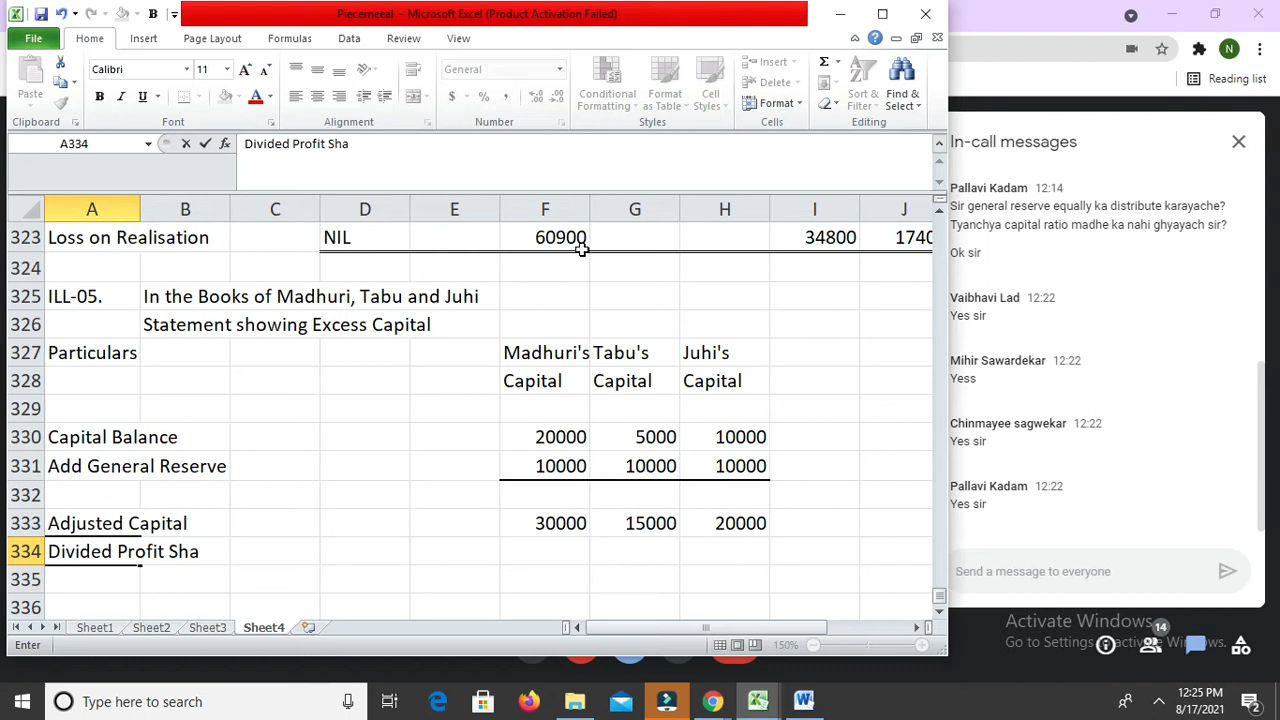 Piecemeeal - Microsoft Excel (Product Activation Failed)
File Home Insert Page Layout Formulas Data Review View
N
Reading list
Paste
Calibri 11
General
Conditional Formatting
Format as Table
Cell Styles
Insert
Delete
Format
Sort & Filter
Find & Select
Clipboard Font Alignment Number Styles Cells Editing
A334 Divided Profit Sha
A B C D E F G H I J
323 Loss on Realisation NIL 60900 34800 1740
324
325 ILL-05. In the Books of Madhuri, Tabu and Juhi
326 Statement showing Excess Capital
327 Particulars Madhuri's Tabu's Juhi's
328 Capital Capital Capital
329
330 Capital Balance 20000 5000 10000
331 Add General Reserve 10000 10000 10000
332
333 Adjusted Capital 30000 15000 20000
334 Divided Profit Sha
335
336
Sheet1 Sheet2 Sheet3 Sheet4
Enter 150%
In-call messages
Pallavi Kadam 12:14
Sir general reserve equally ka distribute karayache?
Tyanchya capital ratio madhe ka nahi ghyayach sir?
Ok sir
Vaibhavi Lad 12:22
Yes sir
Mihir Sawardekar 12:22
Yess
Chinmayee sagwekar 12:22
Yes sir
Pallavi Kadam 12:22
Yes sir
Send a message to everyone
Activate Windows
Go to Settings to activate Windows.
14
Type here to search
12:25 PM
8/17/2021
2